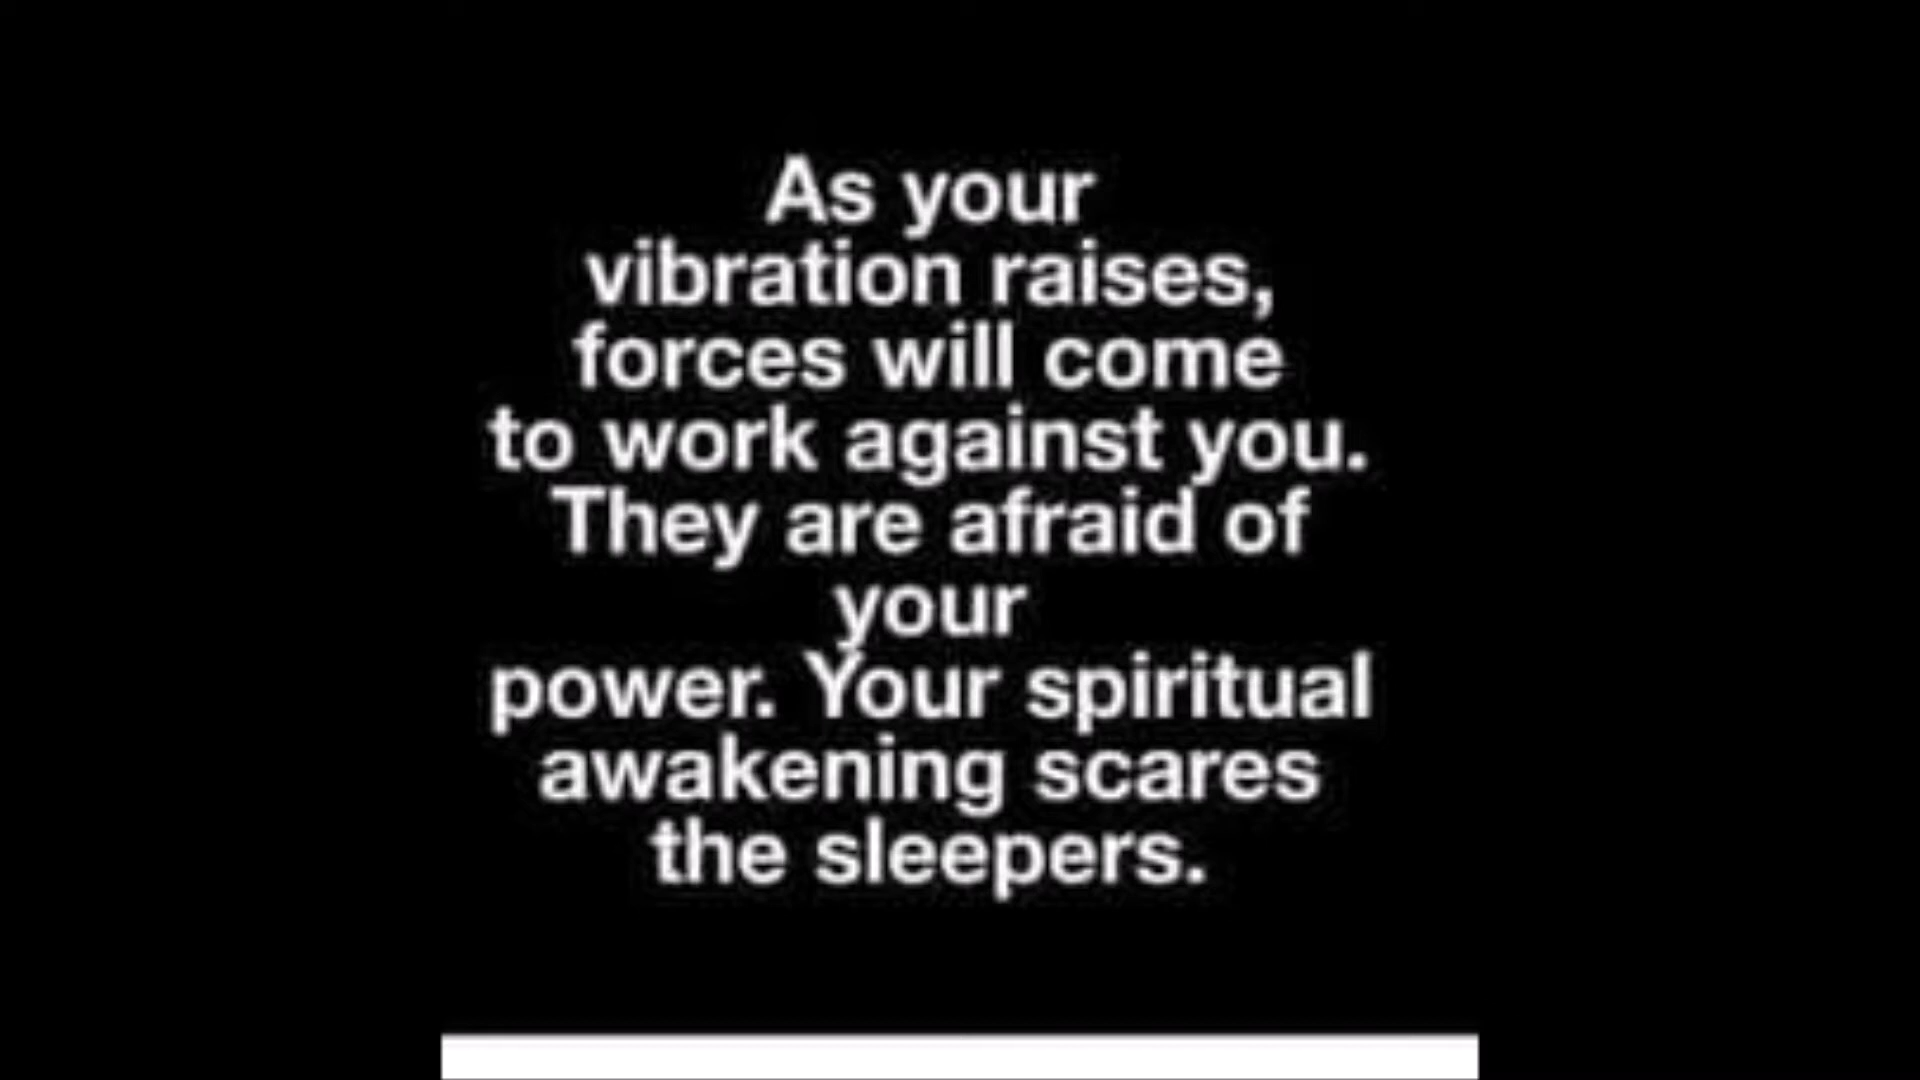 As your
vibration raises,
forces will come
to work against you.
They are afraid of
your
power. Your spiritual
awakening scares
the sleepers.